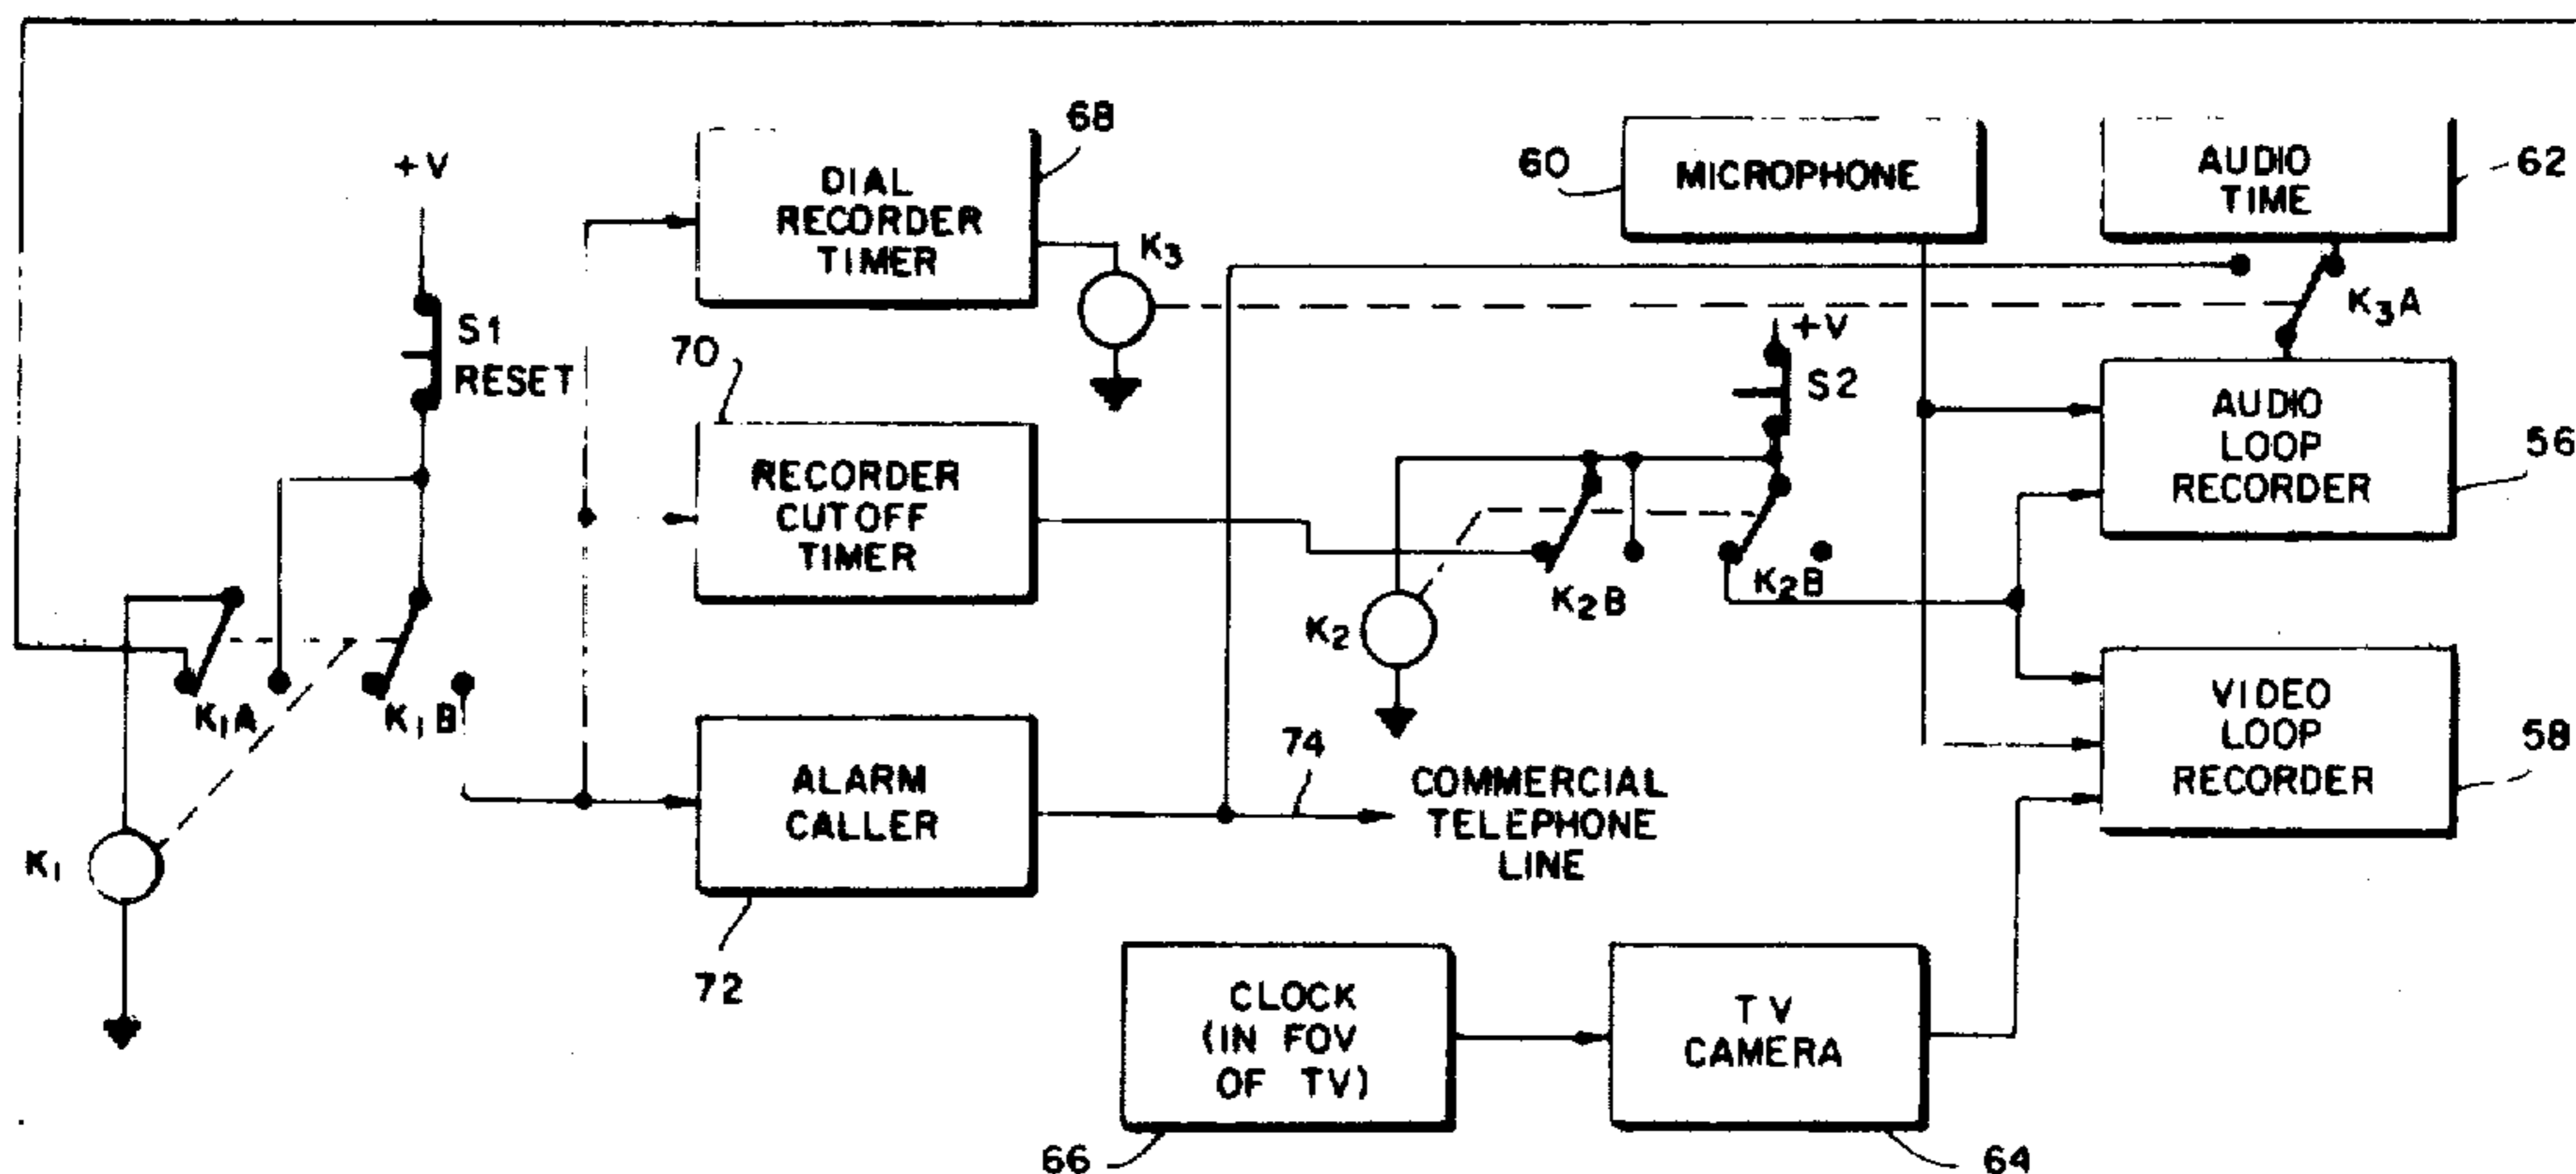 68
+V
DIAL
RECORDER
TIMER
K3
60
MICROPHONE
AUDIO
TIME
62
K3A
S1
RESET
70
+V
S2
RECORDER
CUTOFF
TIMER
AUDIO
LOOP
RECORDER
56
K2B
K2B
K2
K1A
K1B
ALARM
CALLER
74
COMMERCIAL
TELEPHONE
LINE
VIDEO
LOOP
RECORDER
58
K1
72
CLOCK
(IN FOV
OF TV)
TV
CAMERA
66
64